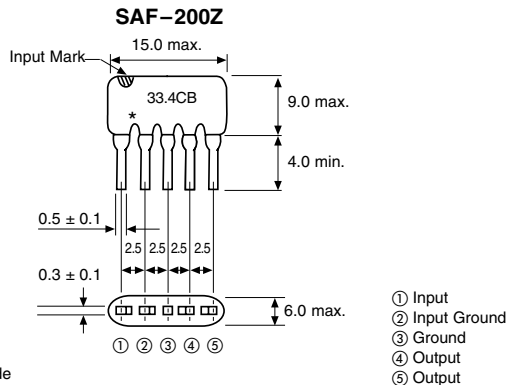 SAF–200Z
15.0 max.
Input Mark
33.4CB
*
9.0 max.
4.0 min.
0.5 ± 0.1
2.5 2.5 2.5 2.5
0.3 ± 0.1
6.0 max.
① ② ③ ④ ⑤
① Input
② Input Ground
③ Ground
④ Output
⑤ Output